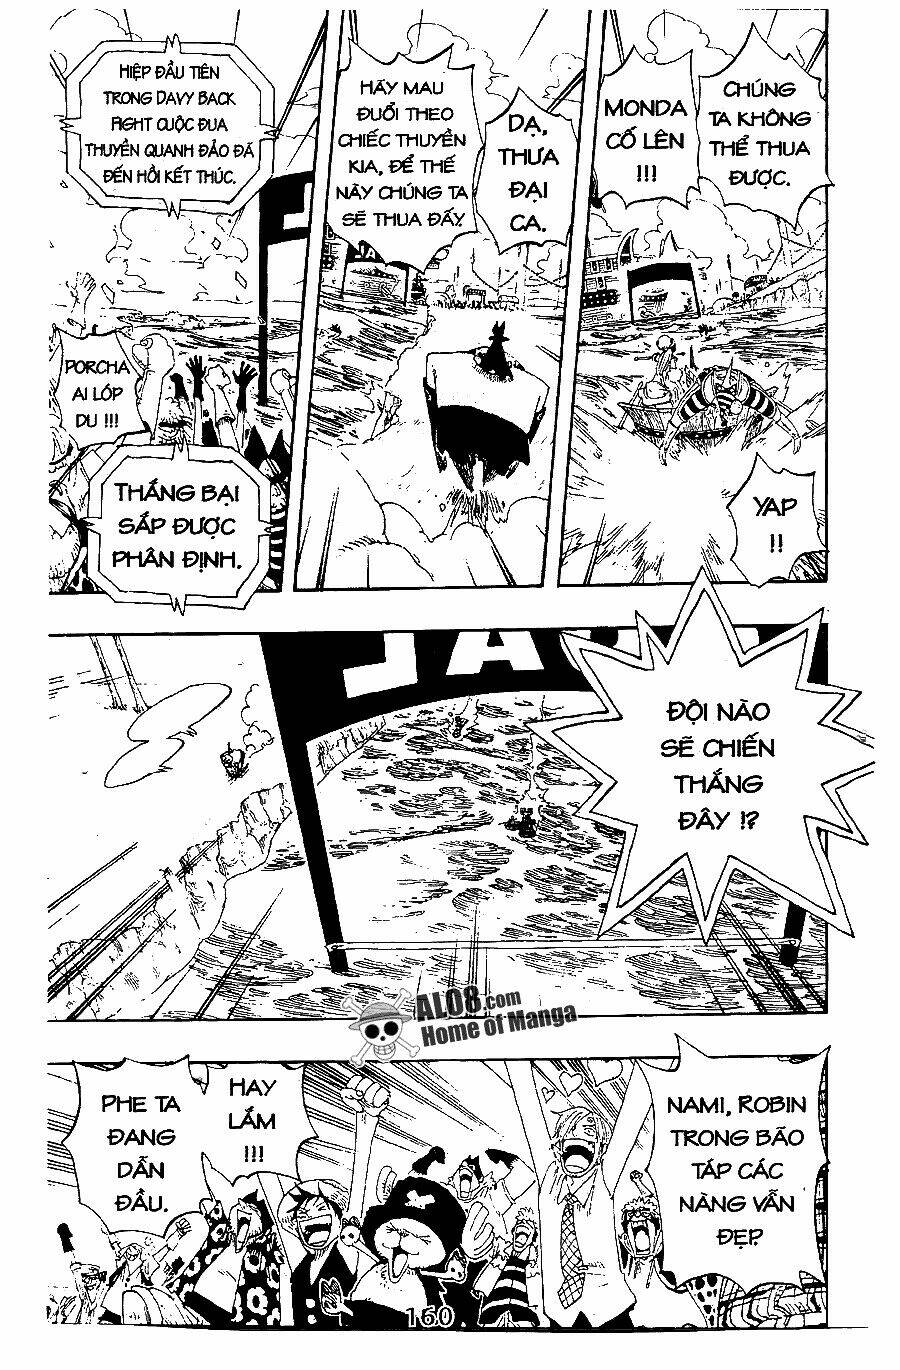 CHÚNG
TA KHÔNG
THỂ THUA
ĐƯỢC.
MONDA
CỐ LÊN
!!!
YAP
!!
DẠ,
THƯA
ĐẠI
CA.
HÃY MAU
ĐUỔI THEO
CHIẾC THUYỀN
KIA, ĐỂ THẾ
NÀY CHÚNG TA
SẼ THUA ĐẤY.
JA
HIỆP ĐẦU TIÊN
TRONG DAVY BACK
FIGHT CUỘC ĐUA
THUYỀN QUANH ĐẢO ĐÃ
ĐẾN HỒI KẾT THÚC.
PORCHA
AI LÓP
DU !!!
THẮNG BẠI
SẮP ĐƯỢC
PHÂN ĐỊNH.
ĐỘI NÀO
SẼ CHIẾN
THẮNG
ĐÂY !?
AL08.com
Home of Manga
NAMI, ROBIN
TRONG BÃO
TÁP CÁC
NÀNG VẪN
ĐẸP.
HAY
LẮM
!!!
PHE TA
ĐANG
DẪN
ĐẦU.
160